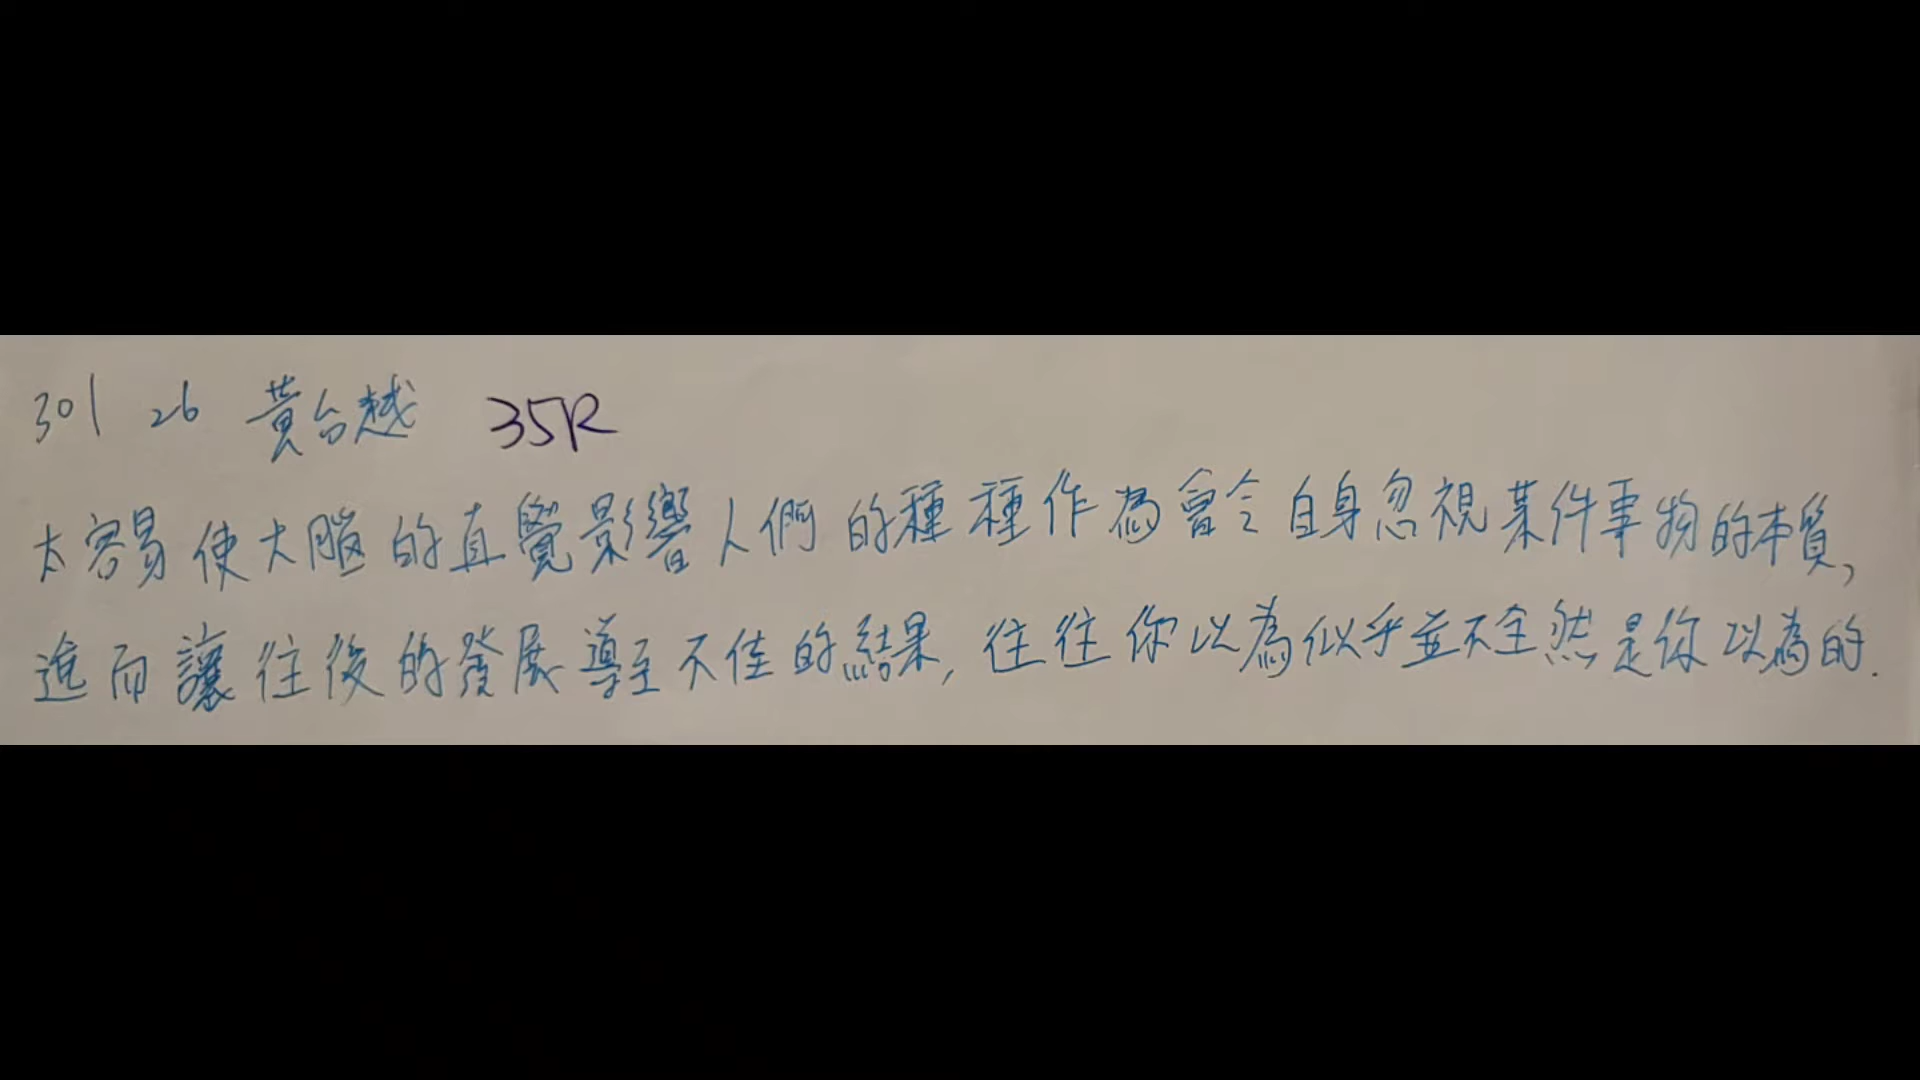 301 26 黃台越 35R
太容易使大腦的直覺影響人們的種種作為會令自身忽視某件事物的本質,
進而讓往後的發展導至不佳的結果,往往你以為似乎並不全然是你以為的.